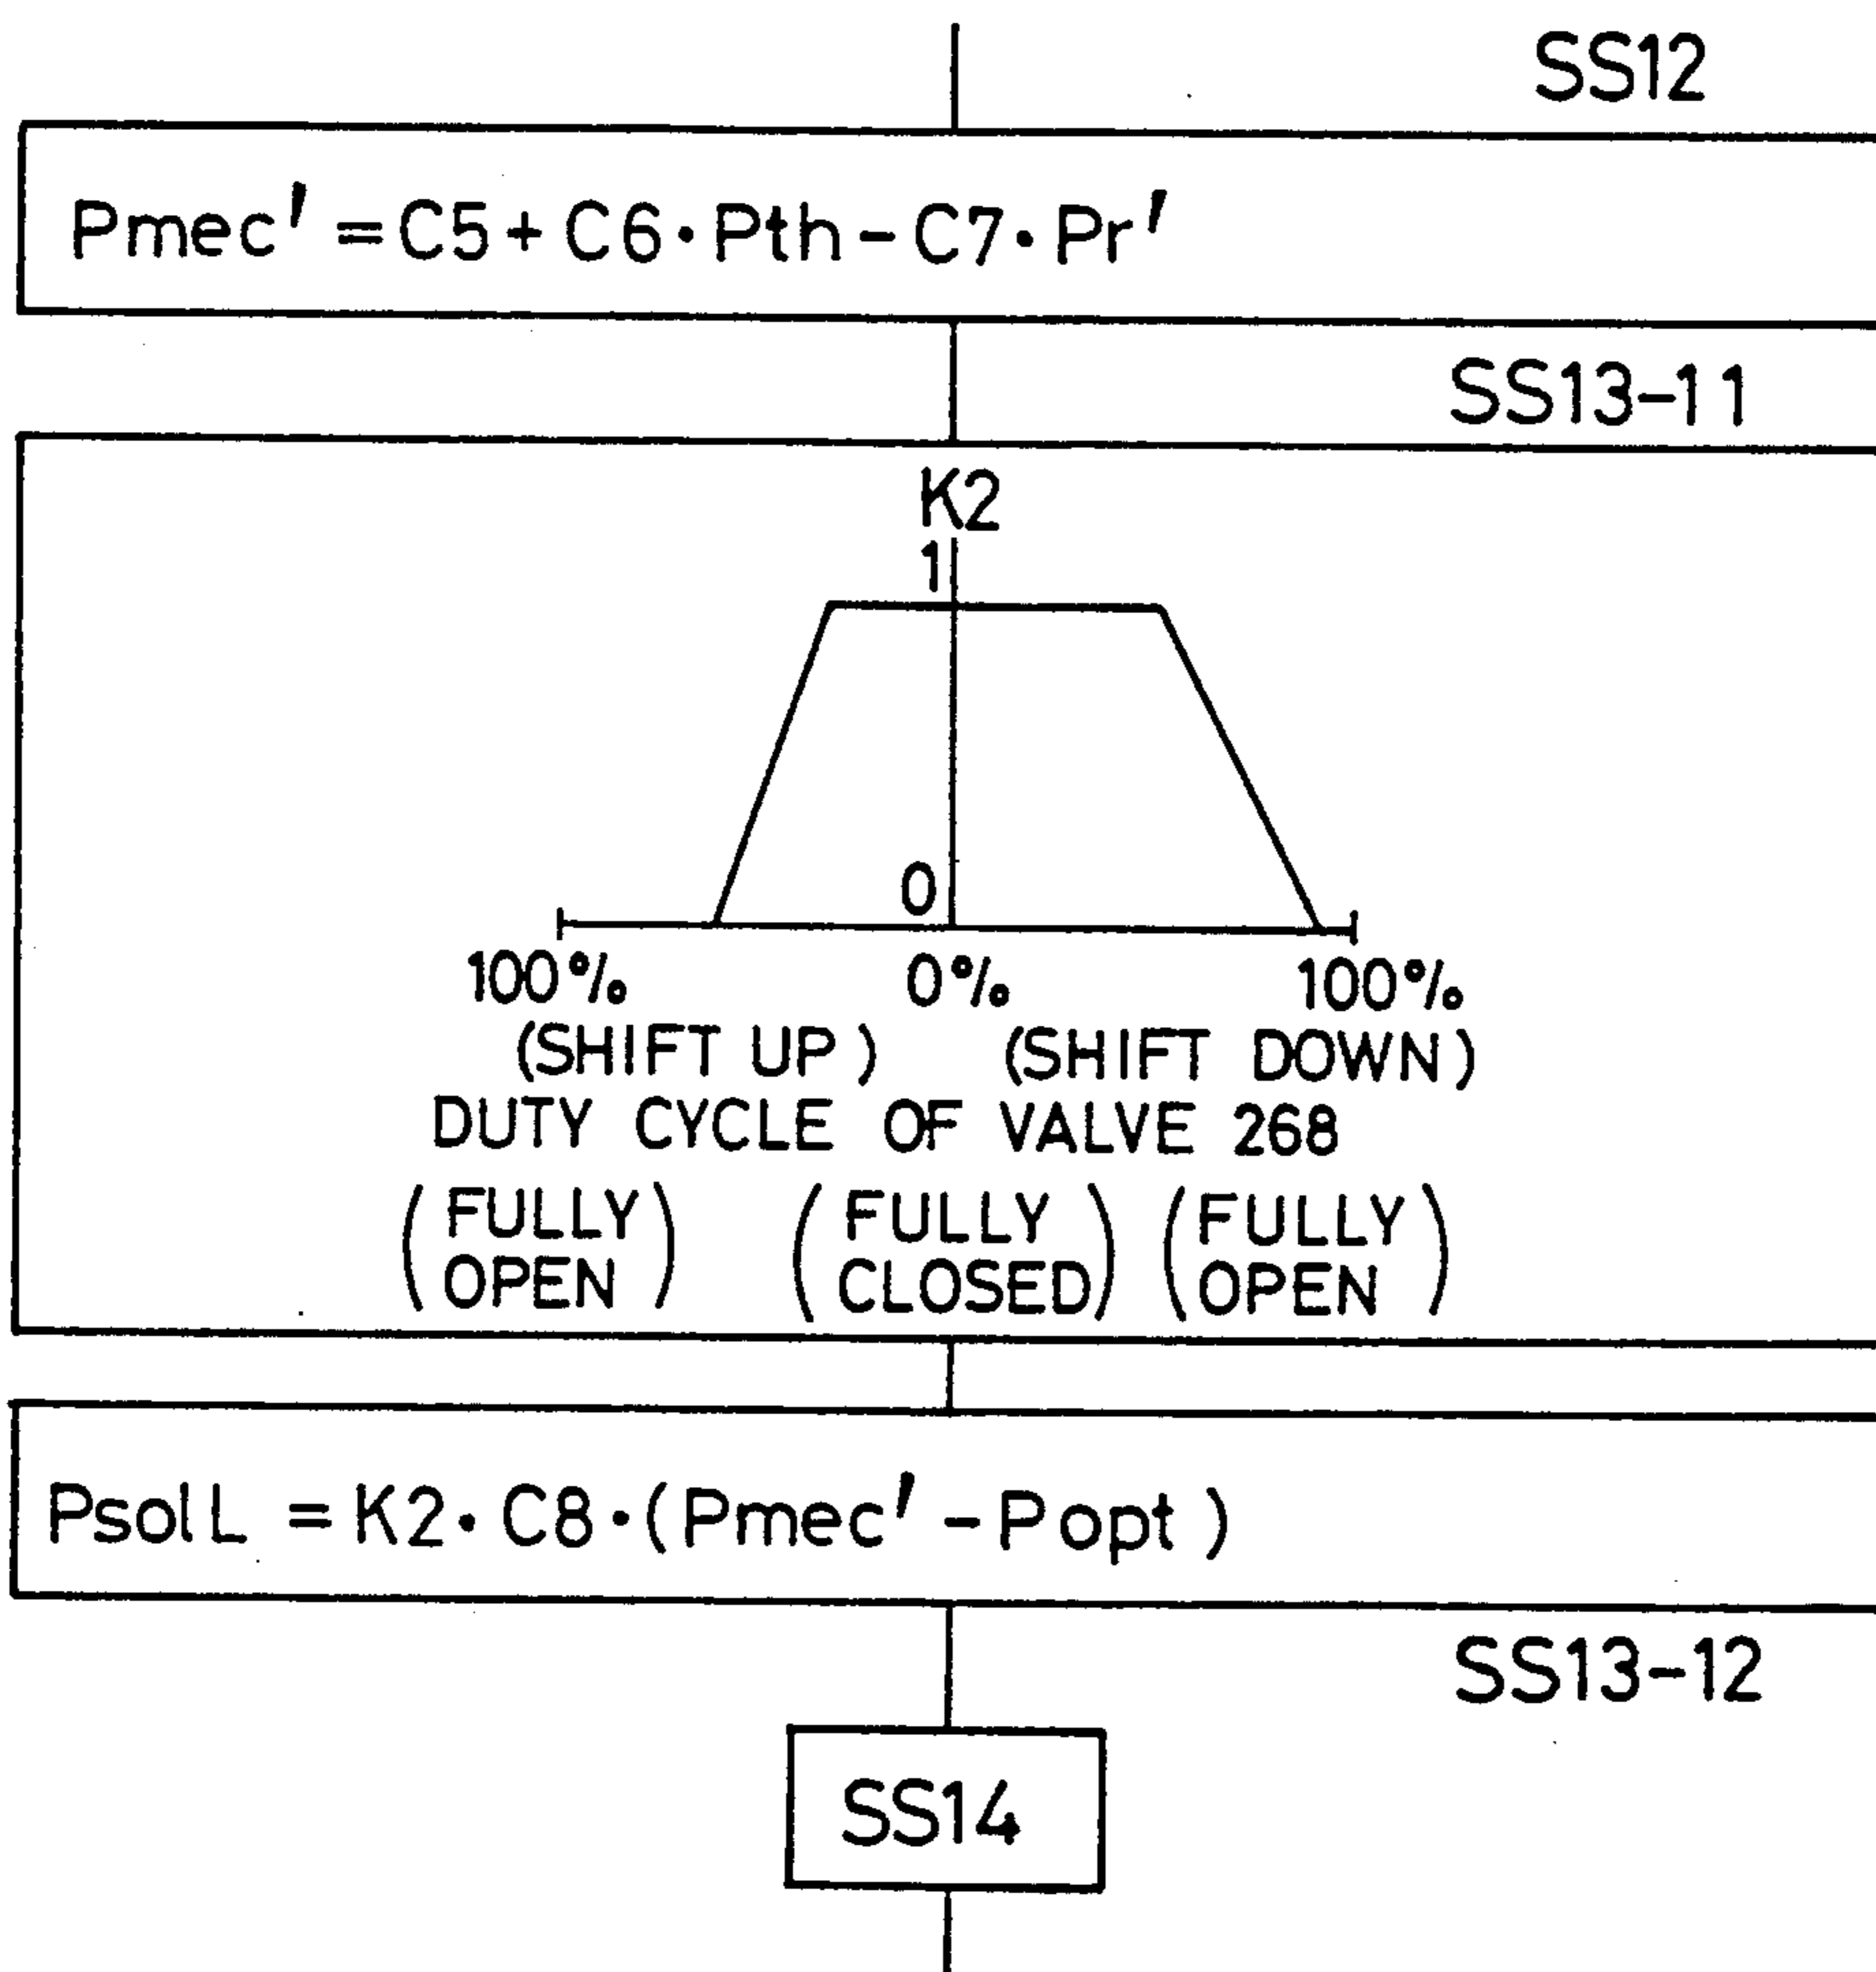 SS12
Pmec' = C5 + C6・Pth - C7・Pr'
SS13-11
K2
1
0
100% 0% 100%
(SHIFT UP) (SHIFT DOWN)
DUTY CYCLE OF VALVE 268
(FULLY OPEN) (FULLY CLOSED) (FULLY OPEN)
PsolL = K2・C8・(Pmec' - Popt)
SS13-12
SS14